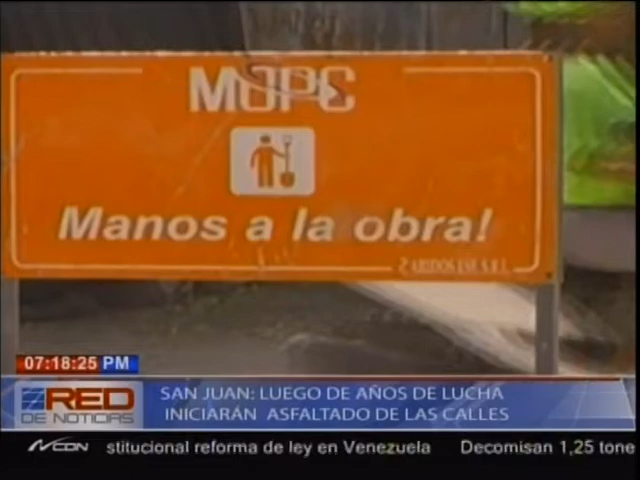 MOPC
Manos a la obra!
07:18:25 PM
RED
DE NOTICIAS
SAN JUAN: LUEGO DE AÑOS DE LUCHA
INICIARÁN ASFALTADO DE LAS CALLES
CDN stitucional reforma de ley en Venezuela Decomisan 1,25 tone